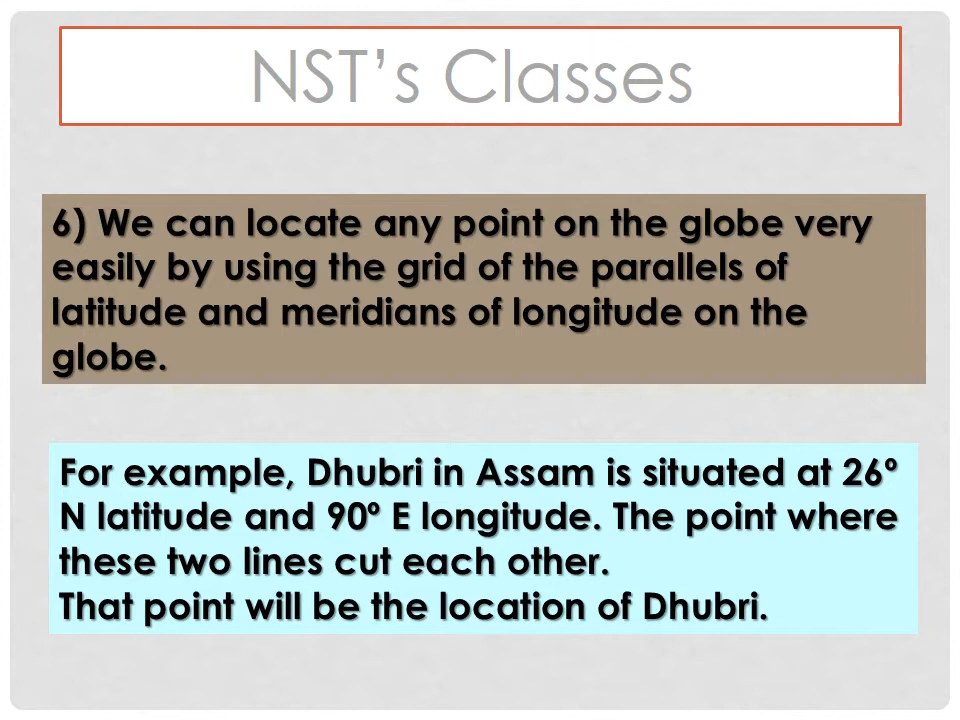 NST’s Classes
6) We can locate any point on the globe very
easily by using the grid of the parallels of
latitude and meridians of longitude on the
globe.
For example, Dhubri in Assam is situated at 26º
N latitude and 90º E longitude. The point where
these two lines cut each other.
That point will be the location of Dhubri.